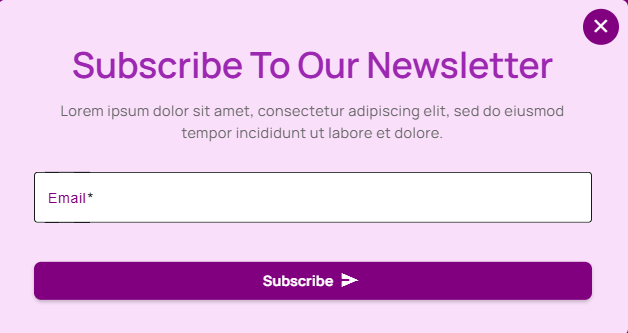 Subscribe To Our Newsletter
Lorem ipsum dolor sit amet, consectetur adipiscing elit, sed do eiusmod
tempor incididunt ut labore et dolore.
Email*
Subscribe